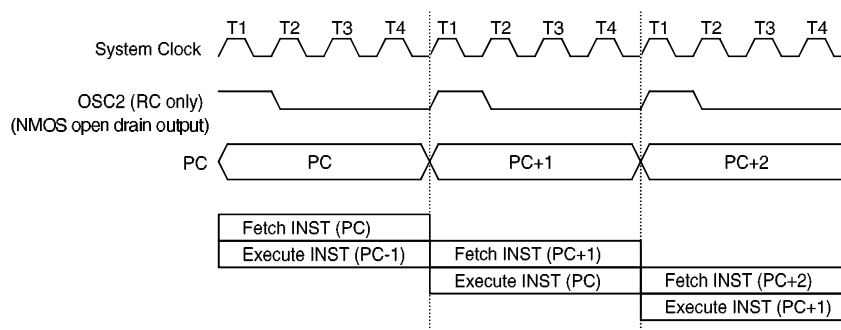 T1 T2 T3 T4 T1 T2 T3 T4 T1 T2 T3 T4
System Clock
OSC2 (RC only)
(NMOS open drain output)
PC PC PC+1 PC+2
Fetch INST (PC)
Execute INST (PC-1) Fetch INST (PC+1)
Execute INST (PC) Fetch INST (PC+2)
Execute INST (PC+1)